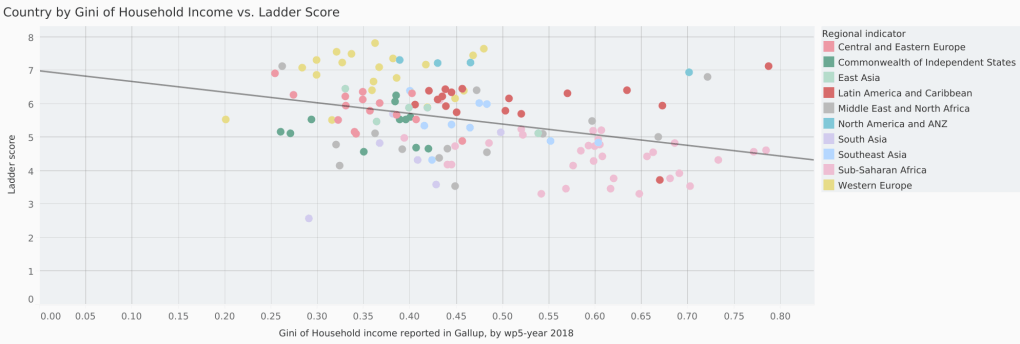 Country by Gini of Household Income vs. Ladder Score
Regional indicator
Central and Eastern Europe
Commonwealth of Independent States
East Asia
Latin America and Caribbean
Middle East and North Africa
North America and ANZ
South Asia
Southeast Asia
Sub-Saharan Africa
Western Europe
Ladder score
8
7
6
5
4
3
2
1
0
0.00 0.05 0.10 0.15 0.20 0.25 0.30 0.35 0.40 0.45 0.50 0.55 0.60 0.65 0.70 0.75 0.80
Gini of Household income reported in Gallup, by wp5-year 2018